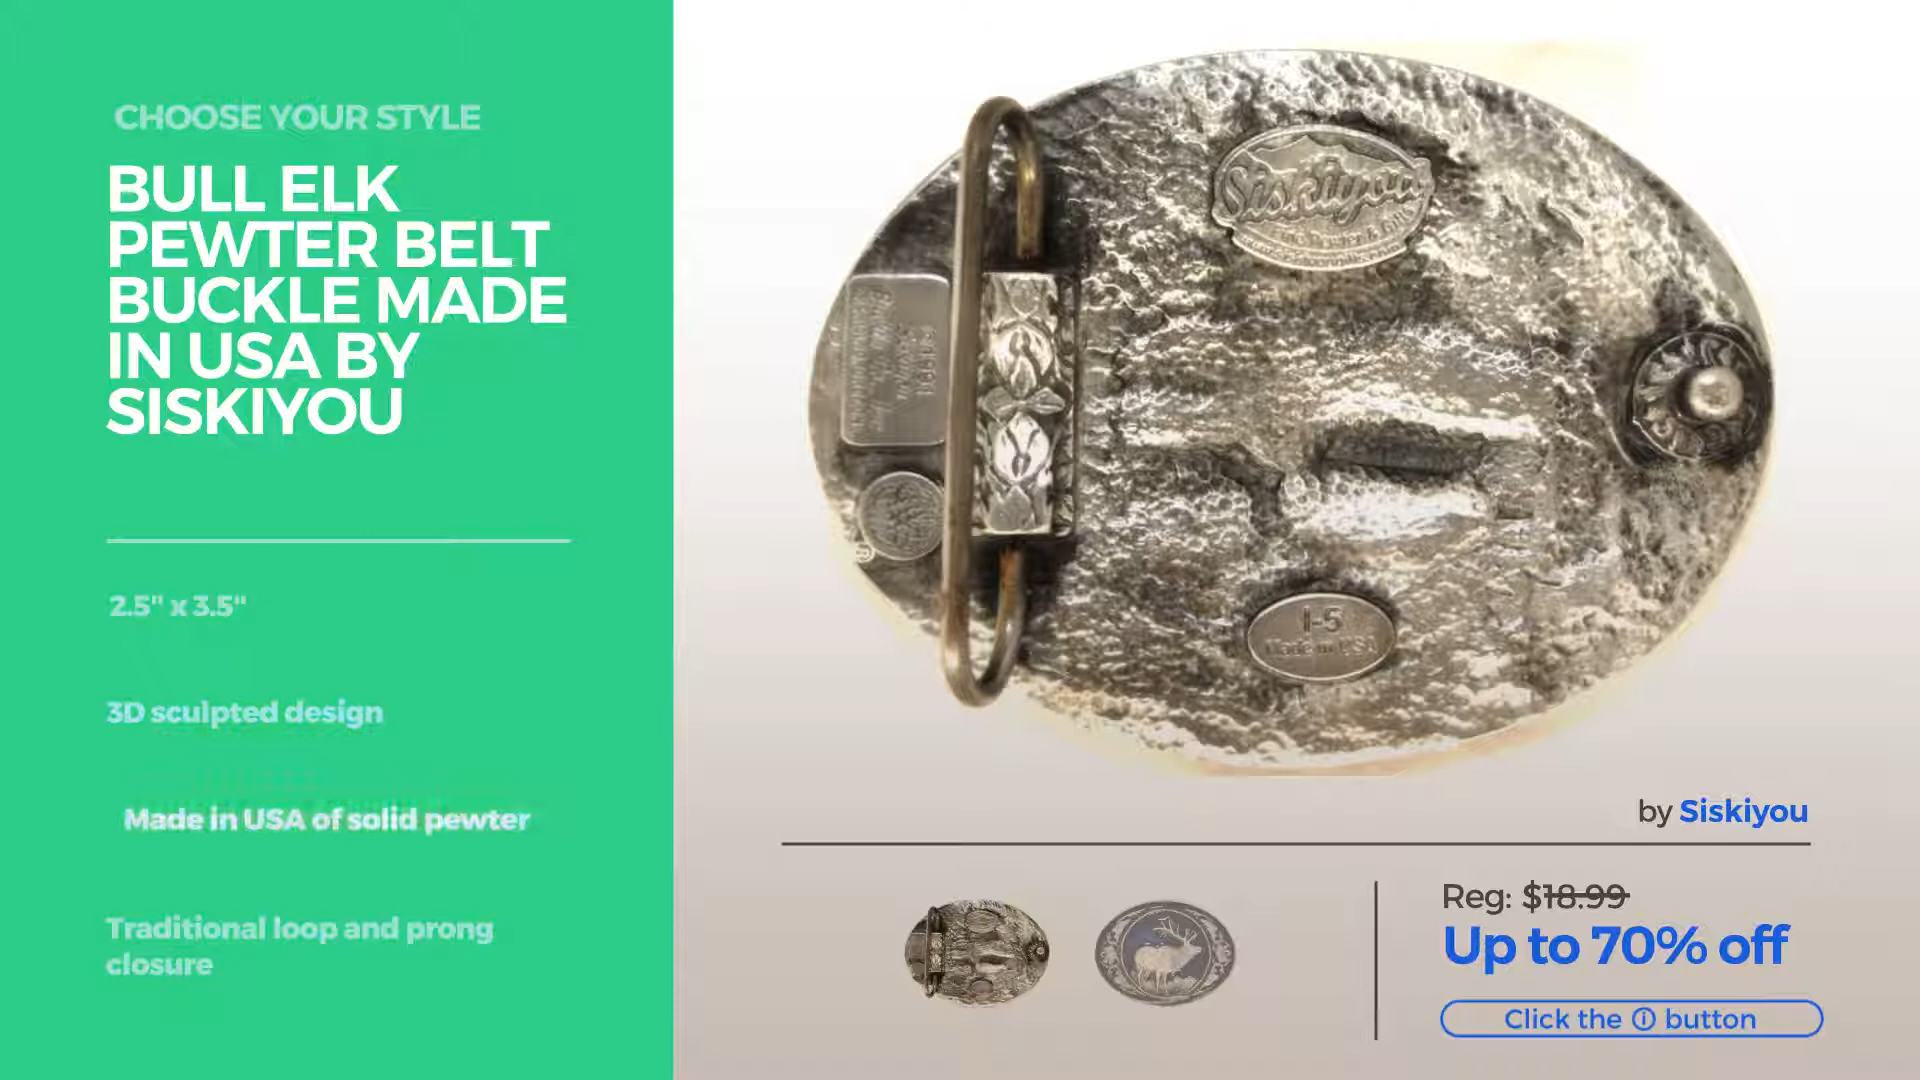 CHOOSE YOUR STYLE
BULL ELK
PEWTER BELT
BUCKLE MADE
IN USA BY
SISKIYOU
2.5" x 3.5"
3D sculpted design
Made in USA of solid pewter
Traditional loop and prong
closure
Siskiyou
I-5
Made in USA
by Siskiyou
Reg: $18.99
Up to 70% off
Click the ⓘ button